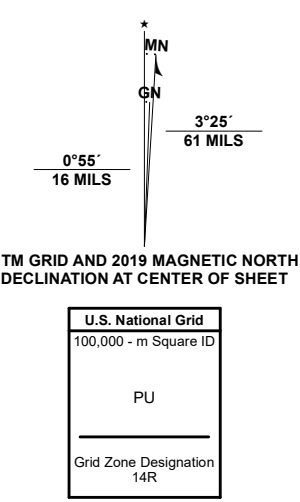 ★
MN
GN
3°25´
61 MILS
0°55´
16 MILS
TM GRID AND 2019 MAGNETIC NORTH
DECLINATION AT CENTER OF SHEET
U.S. National Grid
100,000 - m Square ID
PU
Grid Zone Designation
14R